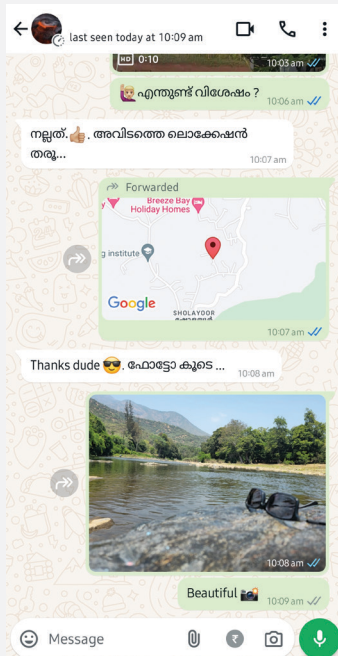 last seen today at 10:09 am
HD 0:10
10:03 am
🙋🏼‍♂️ എന്തുണ്ട് വിശേഷം ?
10:06 am
നല്ലത്.👍🏼. അവിടത്തെ ലൊക്കേഷൻ
തരൂ...
10:07 am
Forwarded
Breeze Bay
Holiday Homes
g institute
Google
SHOLAYOOR
10:07 am
Thanks dude 😎. ഫോട്ടോ കൂടെ ...
10:08 am
10:08 am
Beautiful 📸
10:09 am
Message